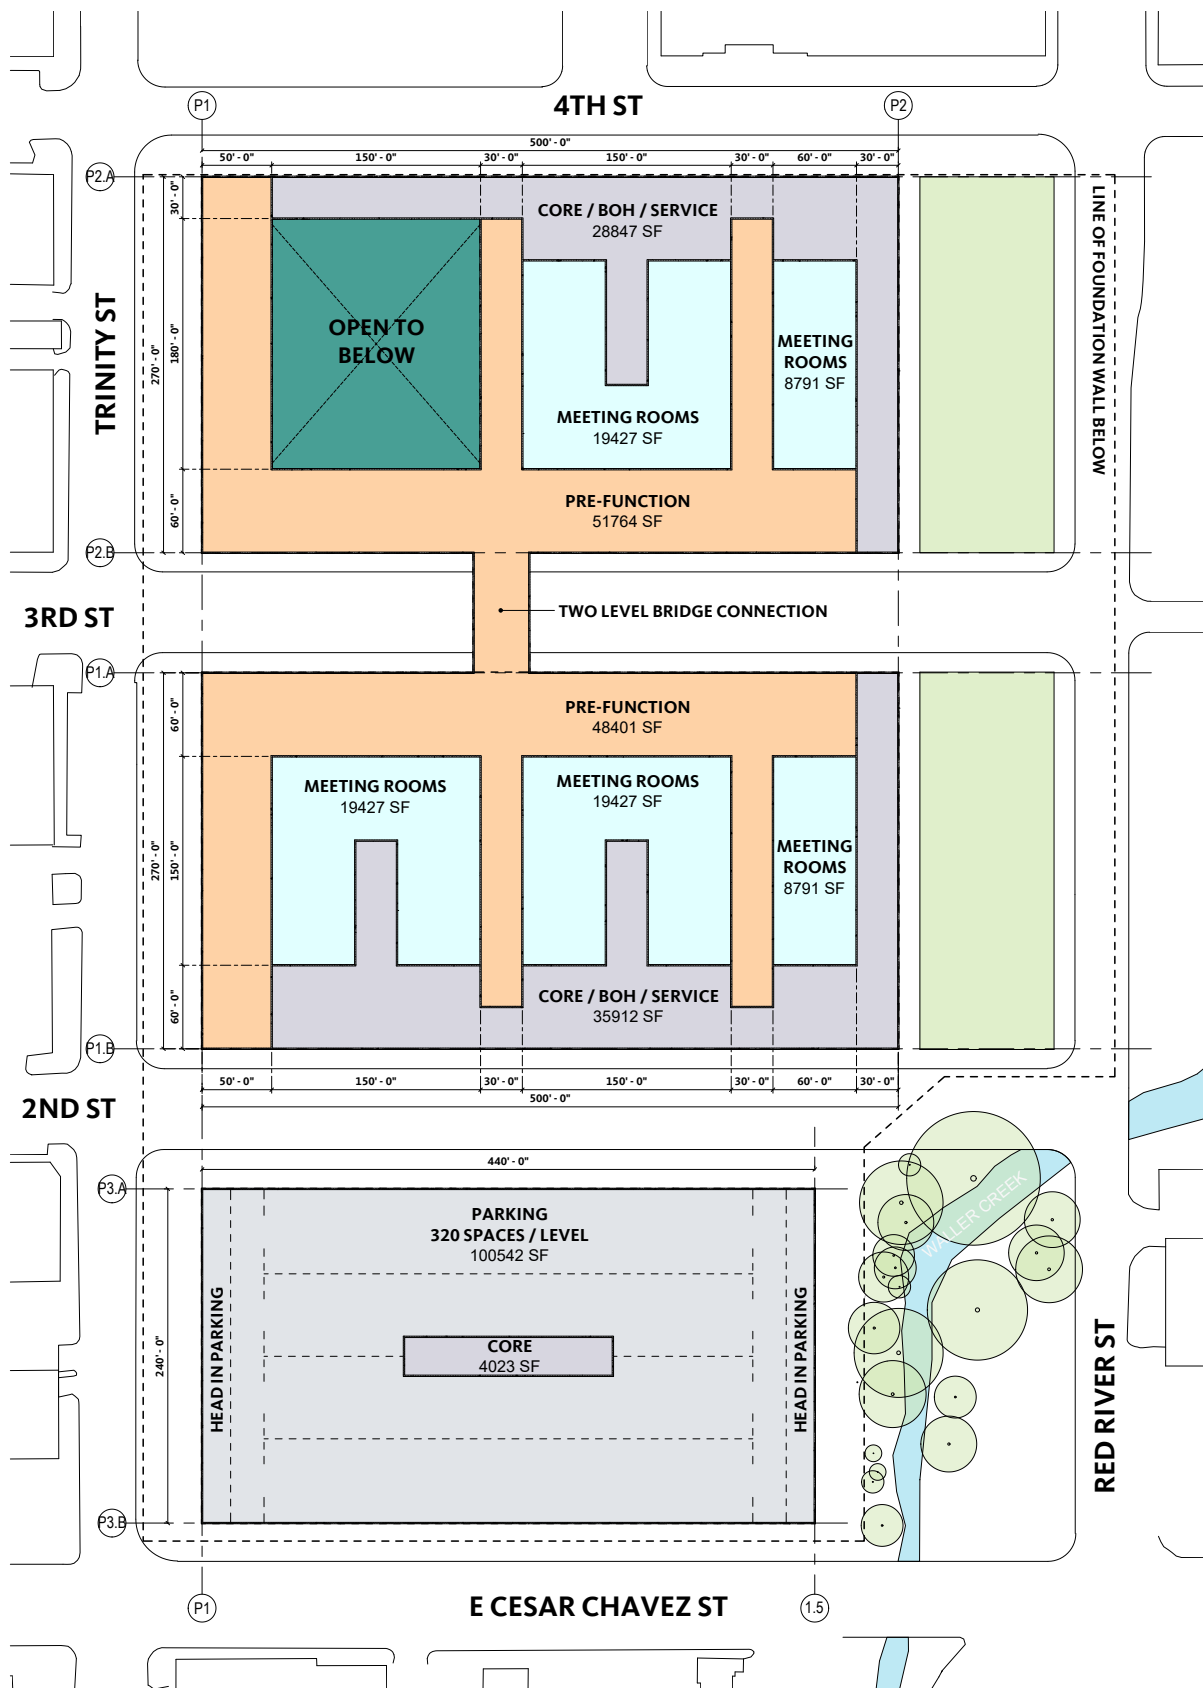 4TH ST
P1
P2
500' - 0"
50' - 0"
150' - 0"
30' - 0"
150' - 0"
30' - 0"
60' - 0"
30' - 0"
P2.A
30' - 0"
CORE / BOH / SERVICE
28847 SF
LINE OF FOUNDATION WALL BELOW
TRINITY ST
270' - 0"
180' - 0"
OPEN TO
BELOW
MEETING
ROOMS
8791 SF
MEETING ROOMS
19427 SF
60' - 0"
PRE-FUNCTION
51764 SF
P2.B
3RD ST
TWO LEVEL BRIDGE CONNECTION
P1.A
60' - 0"
PRE-FUNCTION
48401 SF
MEETING ROOMS
19427 SF
MEETING ROOMS
19427 SF
270' - 0"
150' - 0"
MEETING
ROOMS
8791 SF
60' - 0"
CORE / BOH / SERVICE
35912 SF
P1.B
50' - 0"
150' - 0"
30' - 0"
150' - 0"
30' - 0"
60' - 0"
30' - 0"
500' - 0"
2ND ST
440' - 0"
P3.A
PARKING
320 SPACES / LEVEL
100542 SF
WALLER CREEK
HEAD IN PARKING
CORE
4023 SF
HEAD IN PARKING
240' - 0"
RED RIVER ST
P3.B
P1
E CESAR CHAVEZ ST
1.5